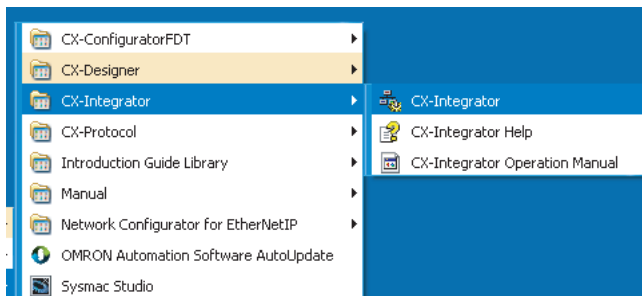 CX-ConfiguratorFDT
CX-Designer
CX-Integrator
CX-Protocol
Introduction Guide Library
Manual
Network Configurator for EtherNetIP
OMRON Automation Software AutoUpdate
Sysmac Studio
CX-Integrator
CX-Integrator Help
CX-Integrator Operation Manual